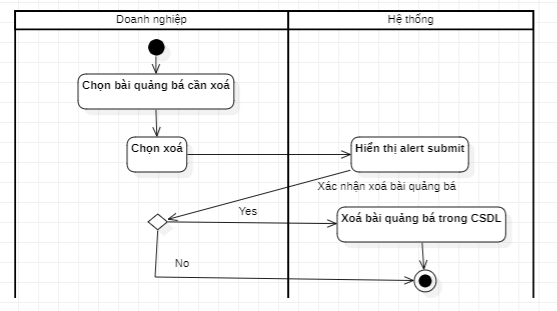 Doanh nghiệp
Hệ thống
Chọn bài quảng bá cần xoá
Chọn xoá
Hiển thị alert submit
Xác nhận xoá bài quảng bá
Yes
Xoá bài quảng bá trong CSDL
No